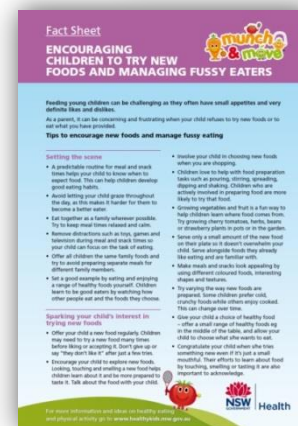 Fact Sheet
munch
& move
ENCOURAGING
CHILDREN TO TRY NEW
FOODS AND MANAGING FUSSY EATERS
Feeding young children can be challenging as they often have small appetites and very
definite likes and dislikes.
As a parent, it can be concerning and frustrating when your child refuses to try new foods or to
eat what you have provided.
Tips to encourage new foods and manage fussy eating
Setting the scene
• A predictable routine for meal and snack
times helps your child to know when to
expect food. This can help children develop
good eating habits.
• Avoid letting your child graze throughout
the day, as this makes it harder for them to
become a better eater.
• Eat together as a family wherever possible.
Try to keep meal times relaxed and calm.
• Remove distractions such as toys, games and
television during meal and snack times so
your child can focus on the task of eating.
• Offer all children the same family foods and
try to avoid preparing separate meals for
different family members.
• Set a good example by eating and enjoying
a range of healthy foods yourself. Children
learn to be good eaters by watching how
other people eat and the foods they choose.
Sparking your child's interest in
trying new foods
• Offer your child a new food regularly. Children
may need to try a new food many times
before liking or accepting it. Don't give up or
say "they don't like it" after just a few tries.
• Encourage your child to explore new foods.
Looking, touching and smelling a new food helps
children learn about it and be more prepared to
taste it. Talk about the food with your child.
• Involve your child in choosing new foods
when you are shopping.
• Children love to help with food preparation
tasks such as pouring, stirring, spreading,
dipping and shaking. Children who are
actively involved in preparing food are more
likely to try that food.
• Growing vegetables and fruit is a fun way to
help children learn where food comes from.
Try growing cherry tomatoes, herbs, beans
or strawberry plants in pots or in the garden.
• Serve only a small amount of the new food
on their plate so it doesn't overwhelm your
child. Serve alongside foods they already
like eating and are familiar with.
• Make meals and snacks look appealing by
using different coloured foods, interesting
shapes and textures.
• Try varying the way new foods are
prepared. Some children prefer cold,
crunchy foods while others enjoy cooked.
This can change over time.
• Give your child a choice of healthy food
– offer a small range of healthy foods eg
in the middle of the table, and allow your
child to choose what she wants to eat.
• Congratulate your child when she tries
something new even if it's just a small
mouthful. Their efforts to learn about food
by touching, smelling or tasting it are also
important to acknowledge.
For more information and ideas on healthy eating
and physical activity go to www.healthykids.nsw.gov.au
NSW
Health